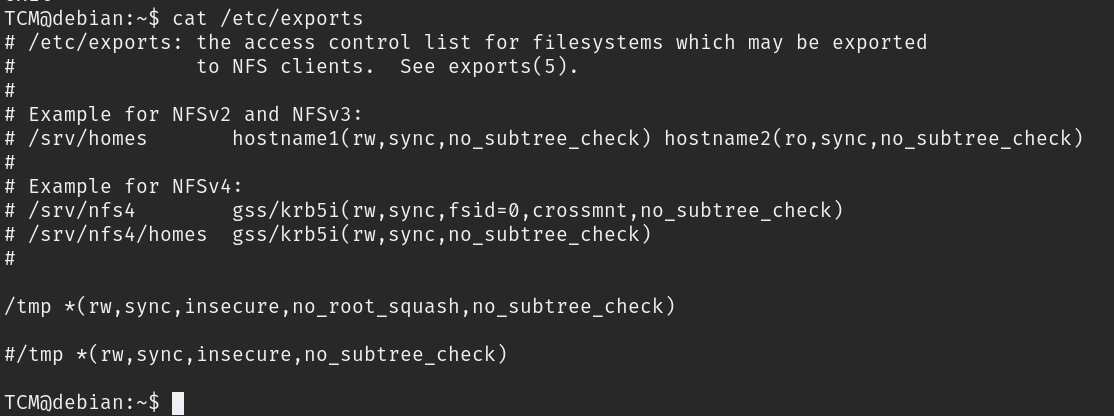 TCM@debian:~$ cat /etc/exports
# /etc/exports: the access control list for filesystems which may be exported
#               to NFS clients.  See exports(5).
#
# Example for NFSv2 and NFSv3:
# /srv/homes       hostname1(rw,sync,no_subtree_check) hostname2(ro,sync,no_subtree_check)
#
# Example for NFSv4:
# /srv/nfs4        gss/krb5i(rw,sync,fsid=0,crossmnt,no_subtree_check)
# /srv/nfs4/homes  gss/krb5i(rw,sync,no_subtree_check)
#
/tmp *(rw,sync,insecure,no_root_squash,no_subtree_check)
#/tmp *(rw,sync,insecure,no_subtree_check)
TCM@debian:~$